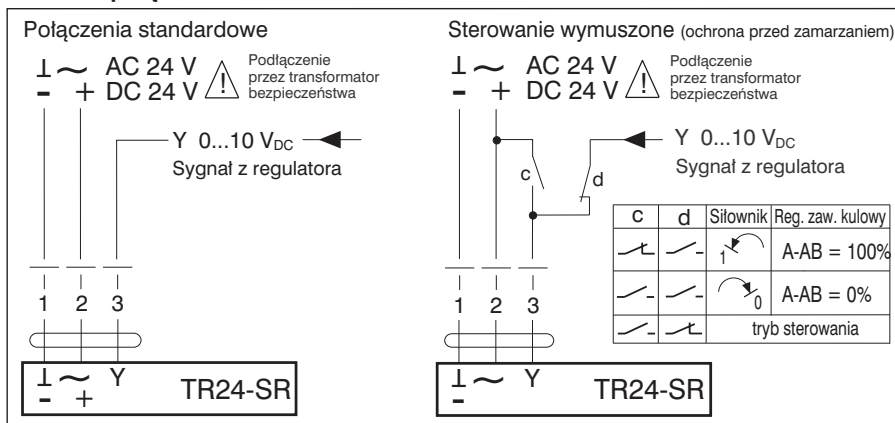 Połączenia standardowe
⊥ ~ AC 24 V
- + DC 24 V
Podłączenie
przez transformator
bezpieczeństwa
Y 0...10 VDC
Sygnał z regulatora
1 2 3
⊥ ~ Y
- +
TR24-SR
Sterowanie wymuszone (ochrona przed zamarzaniem)
⊥ ~ AC 24 V
- + DC 24 V
Podłączenie
przez transformator
bezpieczeństwa
Y 0...10 VDC
Sygnał z regulatora
c d
c d Siłownik Reg. zaw. kulowy
1 A-AB = 100%
0 A-AB = 0%
tryb sterowania
1 2 3
⊥ ~ Y
-
TR24-SR